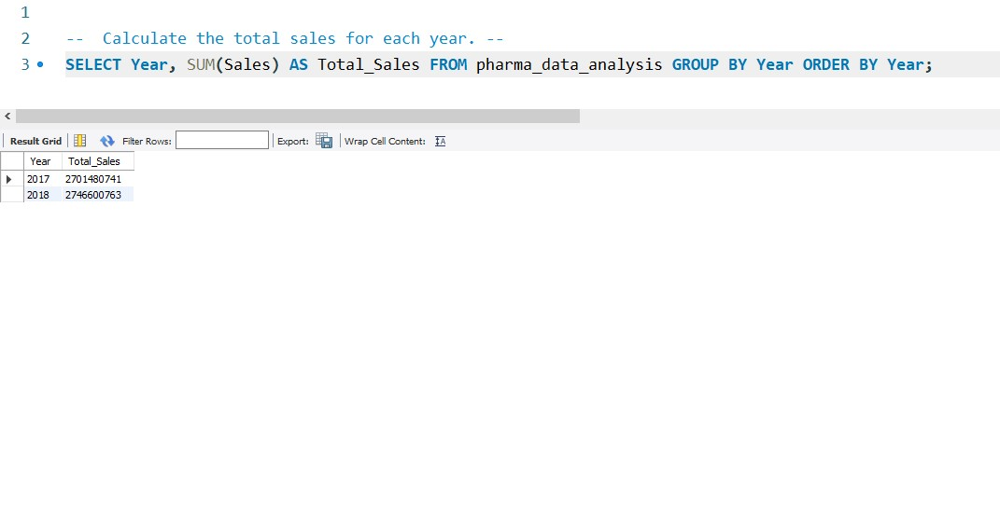 1
2 -- Calculate the total sales for each year. --
3 SELECT Year, SUM(Sales) AS Total_Sales FROM pharma_data_analysis GROUP BY Year ORDER BY Year;
Result Grid Filter Rows: Export: Wrap Cell Content: IA
Year Total_Sales
2017 2701480741
2018 2746600763